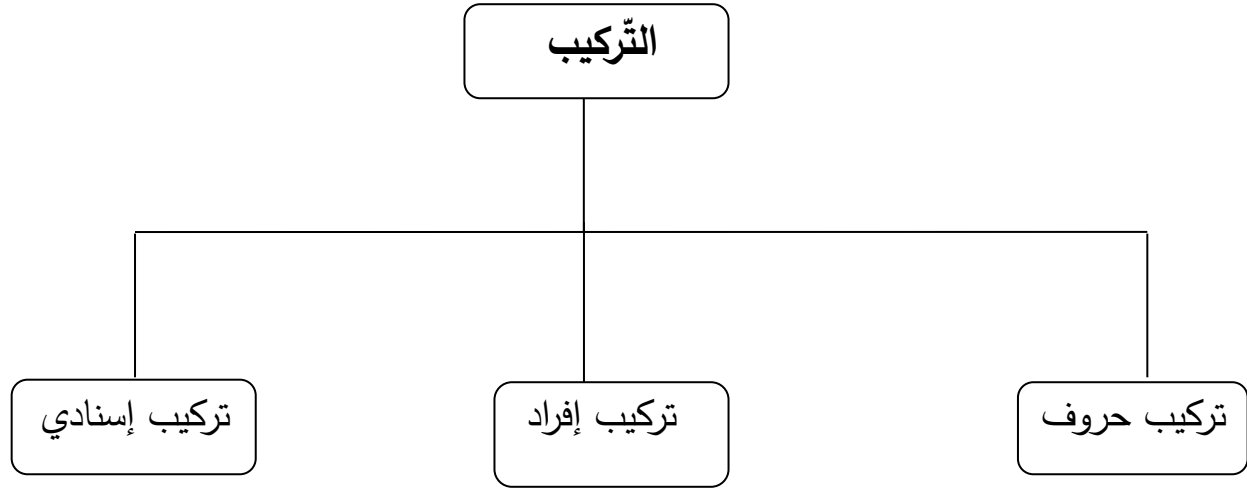 التّركيب
تركيب حروف
تركيب إفراد
تركيب إسنادي